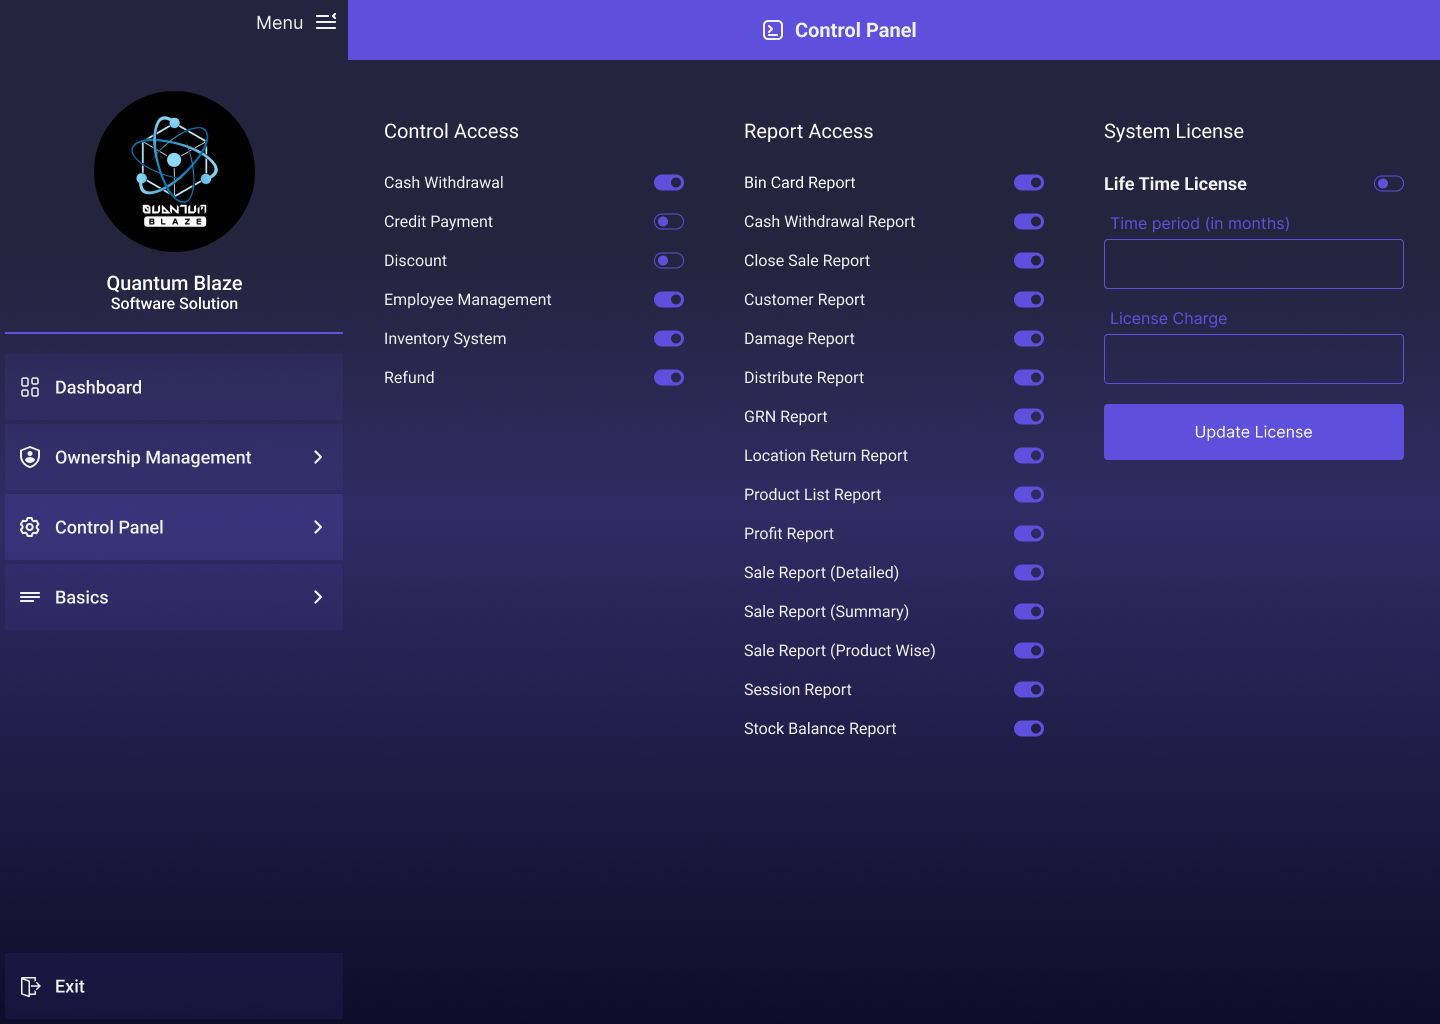 Menu
QUANTUM
BLAZE
Quantum Blaze
Software Solution
Dashboard
Ownership Management
Control Panel
Basics
Exit
Control Panel
Control Access
Cash Withdrawal
Credit Payment
Discount
Employee Management
Inventory System
Refund
Report Access
Bin Card Report
Cash Withdrawal Report
Close Sale Report
Customer Report
Damage Report
Distribute Report
GRN Report
Location Return Report
Product List Report
Profit Report
Sale Report (Detailed)
Sale Report (Summary)
Sale Report (Product Wise)
Session Report
Stock Balance Report
System License
Life Time License
Time period (in months)
License Charge
Update License